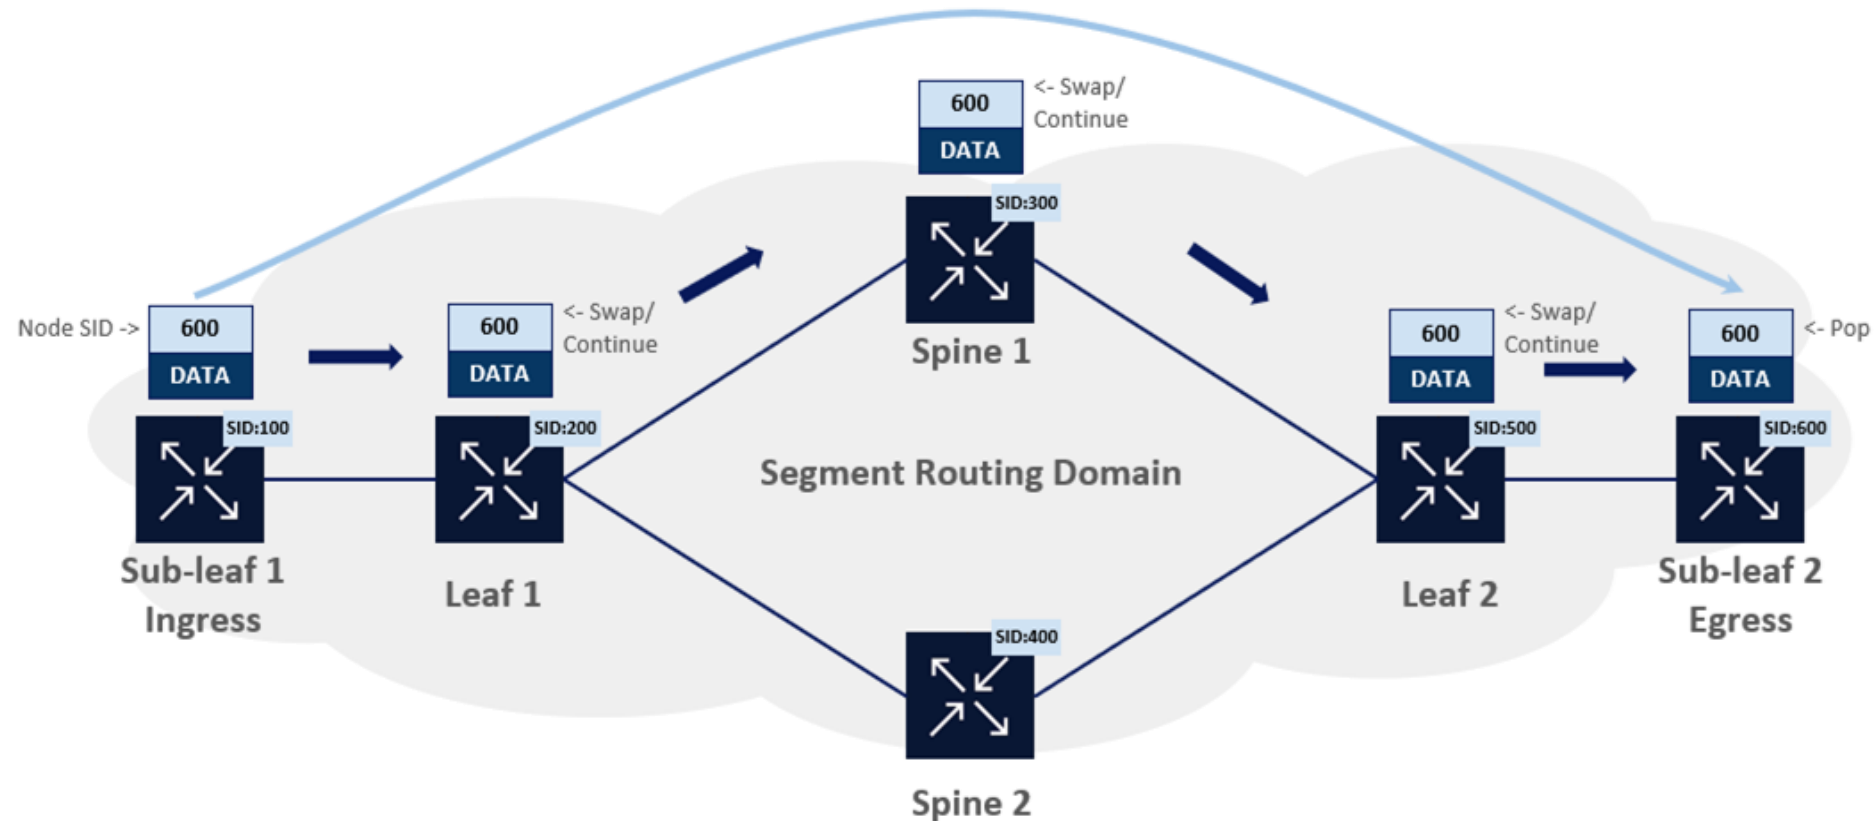 600
<- Swap/
Continue
DATA
SID:300
Spine 1
Node SID ->
600
DATA
SID:100
Sub-leaf 1
Ingress
600
<- Swap/
Continue
DATA
SID:200
Leaf 1
Segment Routing Domain
600
<- Swap/
Continue
DATA
SID:500
Leaf 2
600
<- Pop
DATA
SID:600
Sub-leaf 2
Egress
SID:400
Spine 2